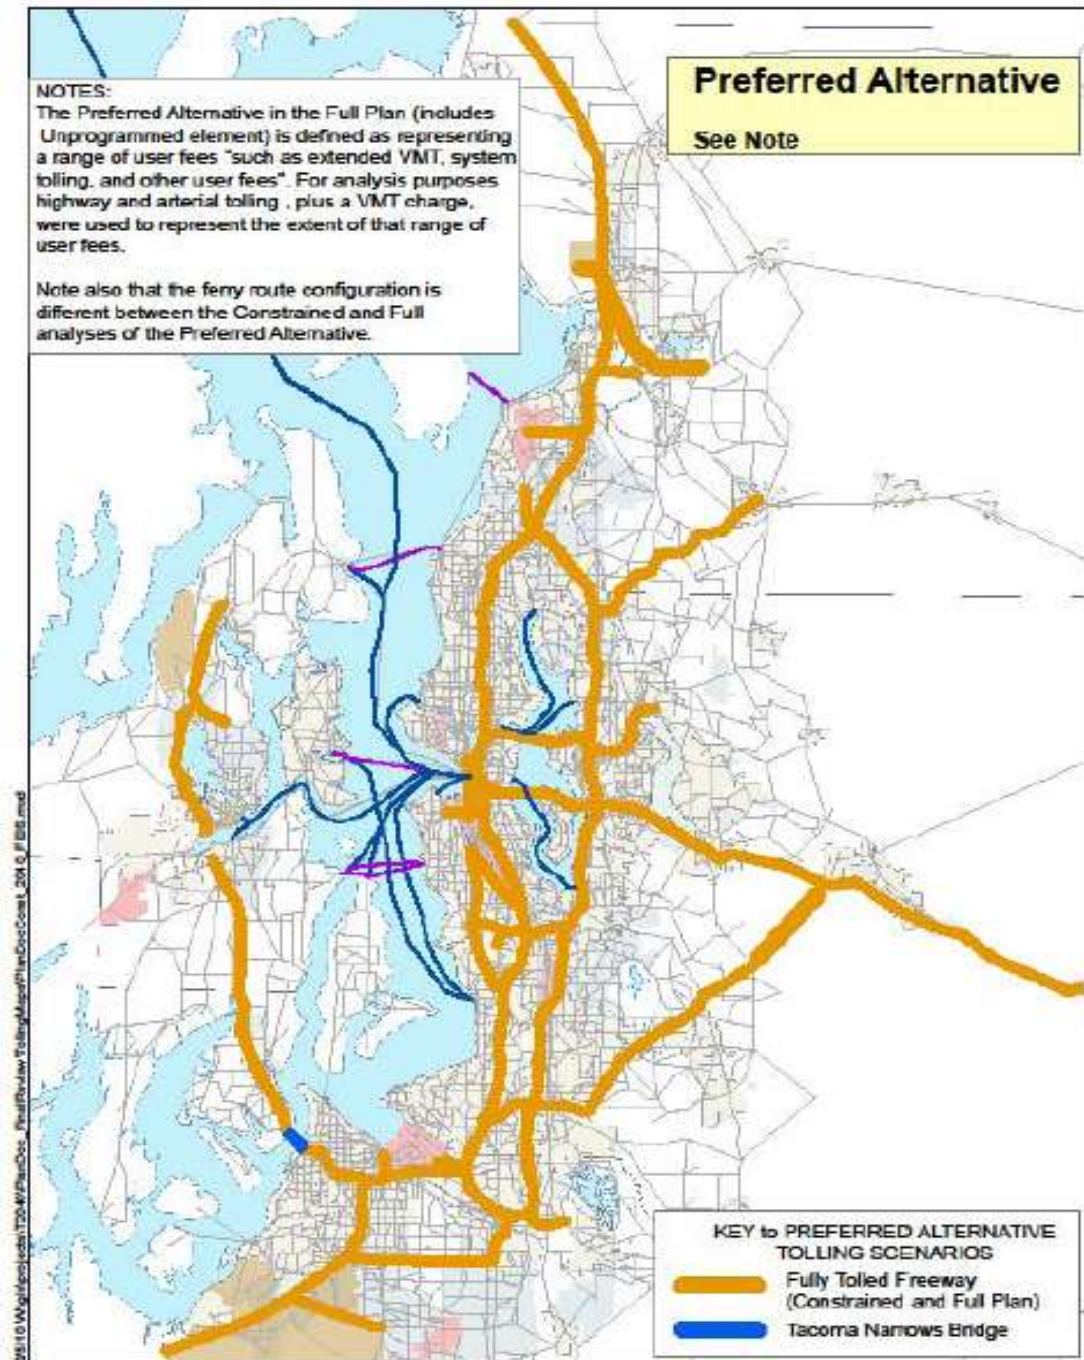 Preferred Alternative
See Note
NOTES:
The Preferred Alternative in the Full Plan (includes
Unprogrammed element) is defined as representing
a range of user fees "such as extended VMT, system
tolling, and other user fees". For analysis purposes
highway and arterial tolling , plus a VMT charge,
were used to represent the extent of that range of
user fees.
Note also that the ferry route configuration is
different between the Constrained and Full
analyses of the Preferred Alternative.
KEY to PREFERRED ALTERNATIVE
TOLLING SCENARIOS
Fully Tolled Freeway
(Constrained and Full Plan)
Tacoma Narrows Bridge